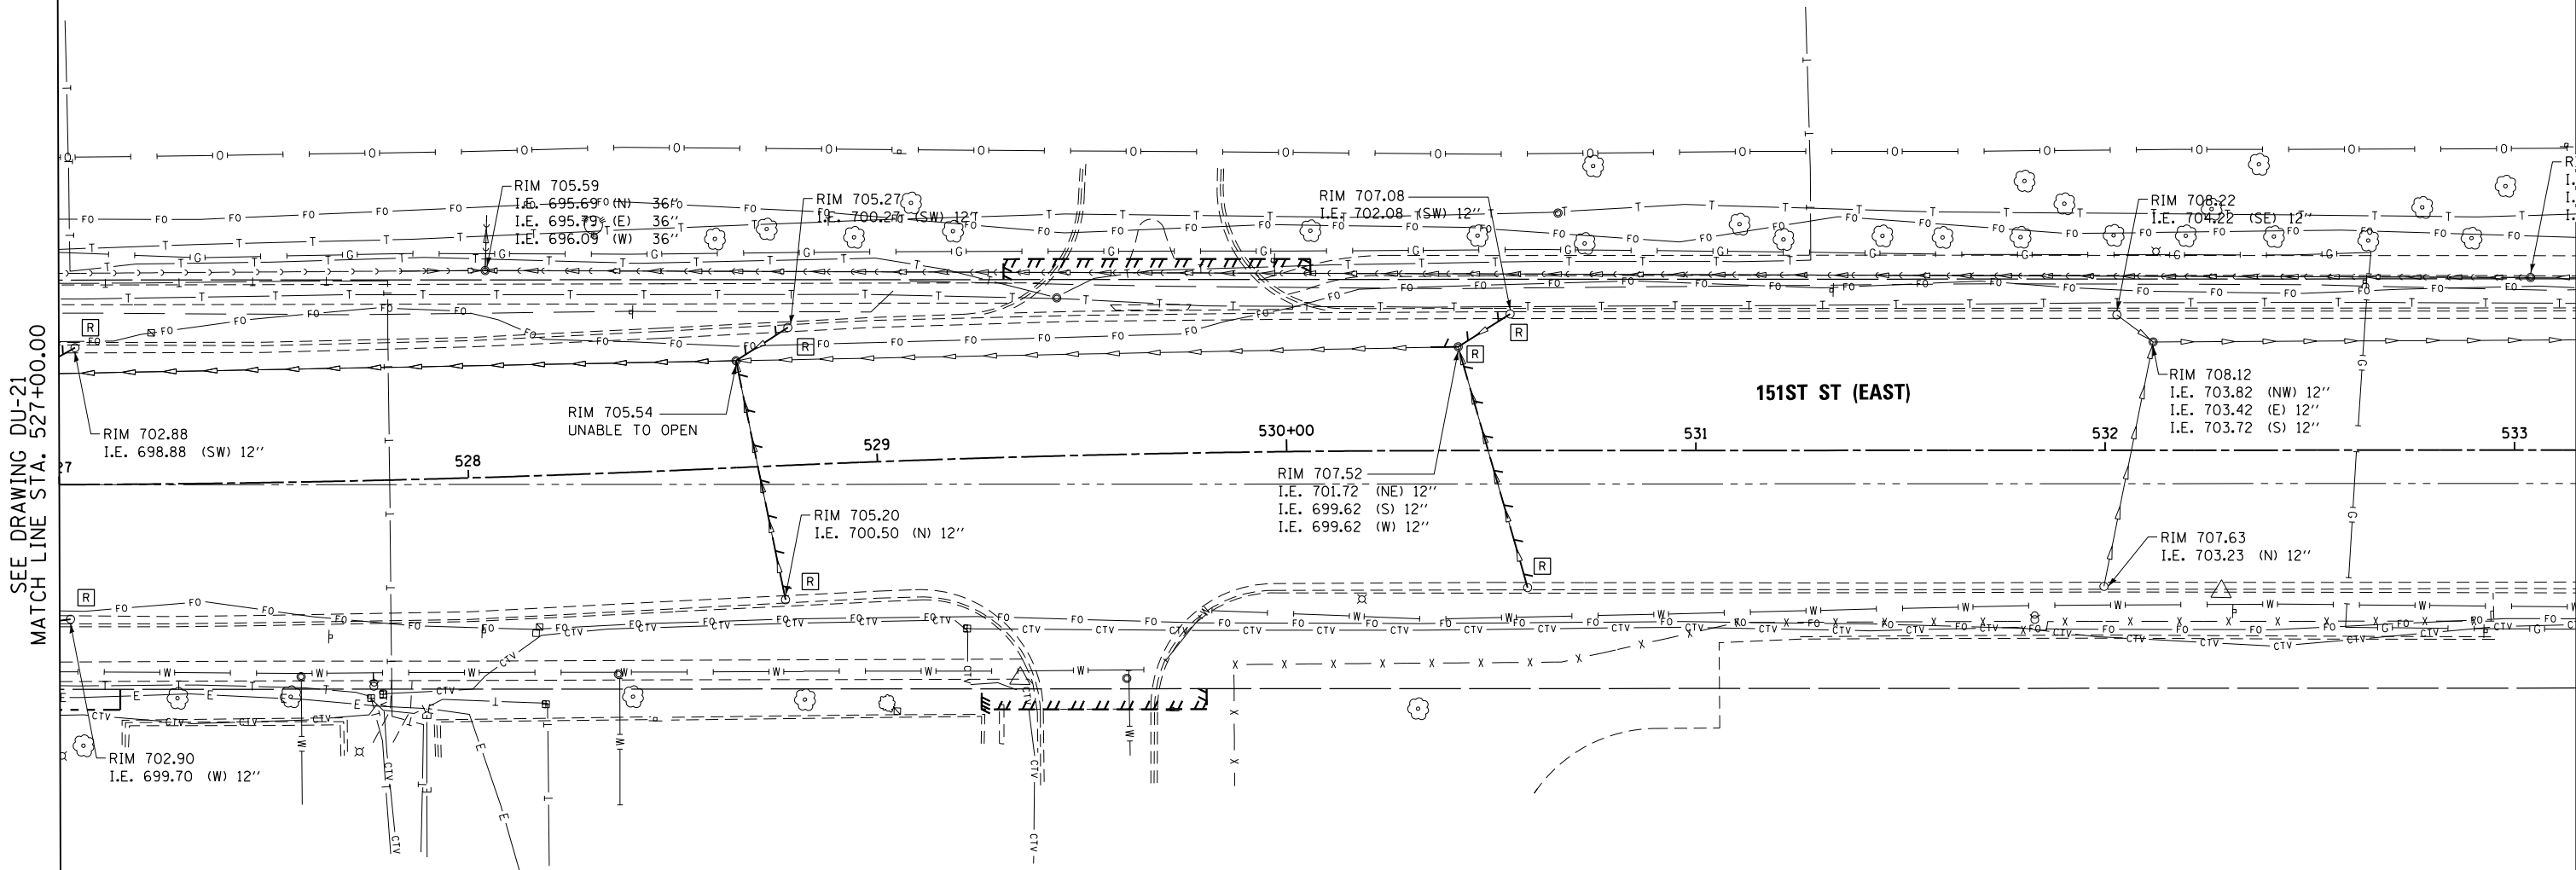 SEE DRAWING DU-21
MATCH LINE STA. 527+00.00
RIM 705.59
I.E. 695.69 (N) 36''
I.E. 695.79 (E) 36''
I.E. 696.09 (W) 36''
RIM 705.27
I.E. 700.27 (SW) 12''
RIM 707.08
I.E. 702.08 (SW) 12''
RIM 708.22
I.E. 704.22 (SE) 12''
R
R
R
R
RIM 702.88
I.E. 698.88 (SW) 12''
RIM 705.54
UNABLE TO OPEN
151ST ST (EAST)
RIM 708.12
I.E. 703.82 (NW) 12''
I.E. 703.42 (E) 12''
I.E. 703.72 (S) 12''
27
528
529
530+00
531
532
533
RIM 707.52
I.E. 701.72 (NE) 12''
I.E. 699.62 (S) 12''
I.E. 699.62 (W) 12''
RIM 705.20
I.E. 700.50 (N) 12''
RIM 707.63
I.E. 703.23 (N) 12''
R
R
R
RIM 702.90
I.E. 699.70 (W) 12''